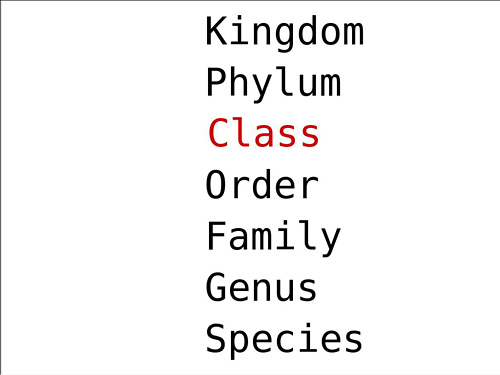 Kingdom
Phylum
Class
Order
Family
Genus
Species